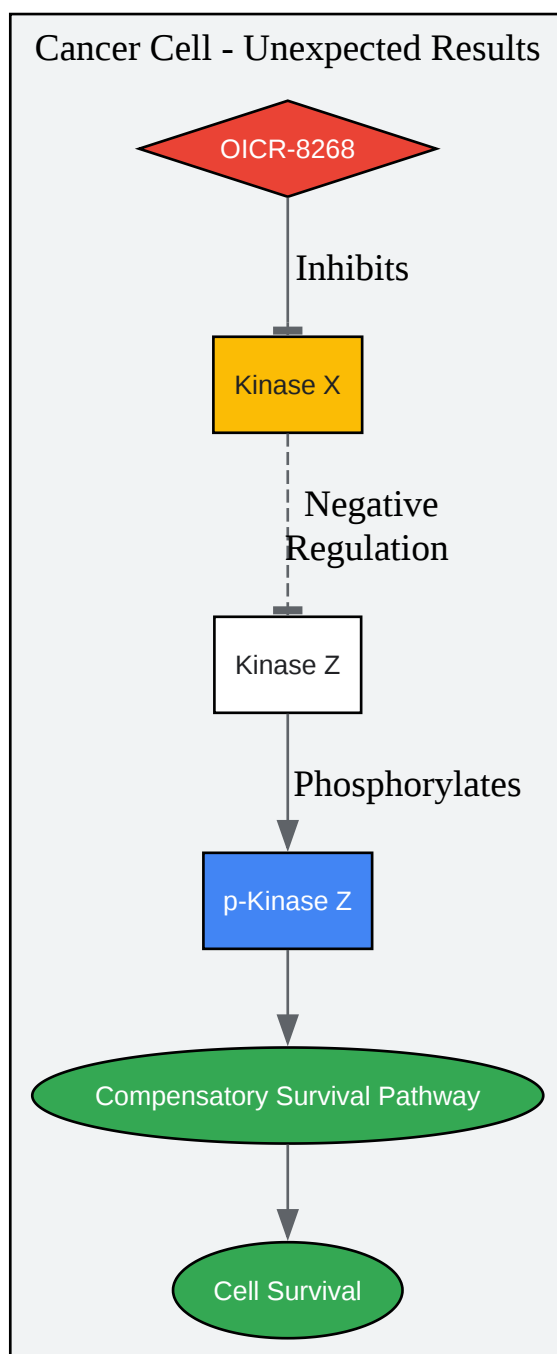 Cancer Cell - Unexpected Results
OICR-8268
Inhibits
Kinase X
Negative
Regulation
Kinase Z
Phosphorylates
p-Kinase Z
Compensatory Survival Pathway
Cell Survival